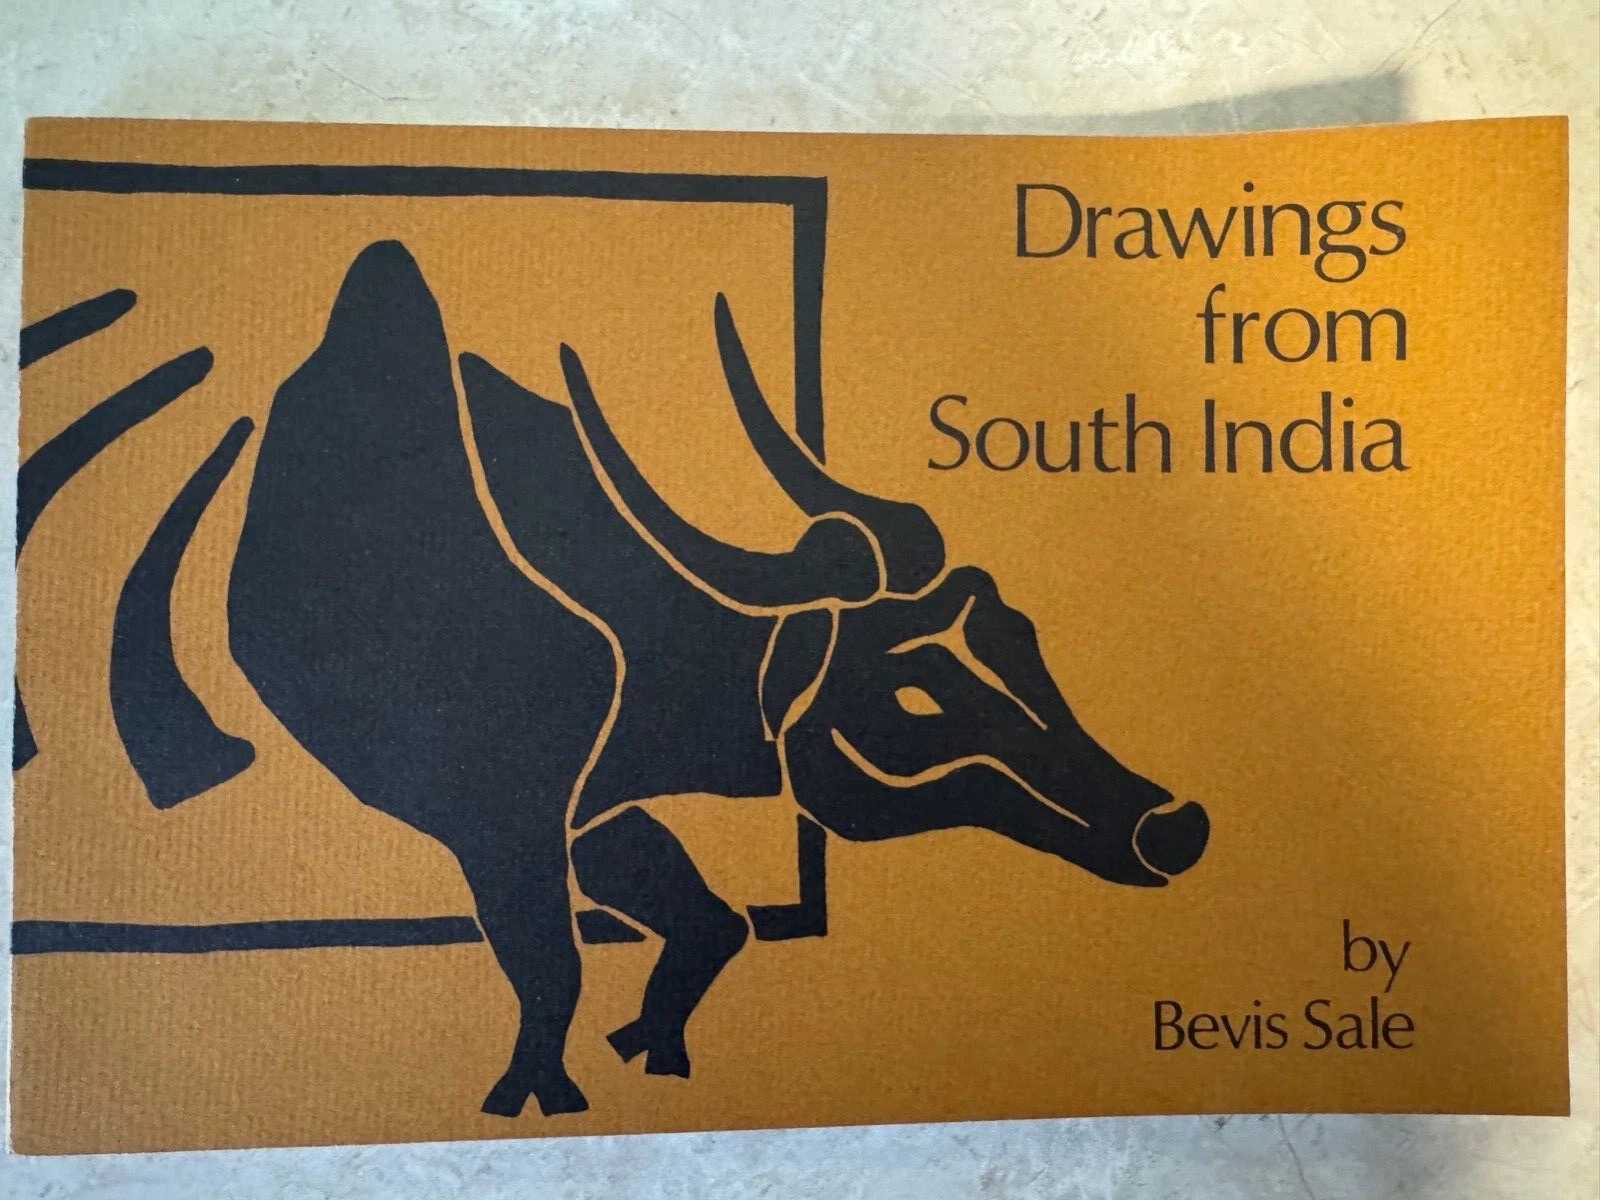 Drawings
from
South India
by
Bevis Sale